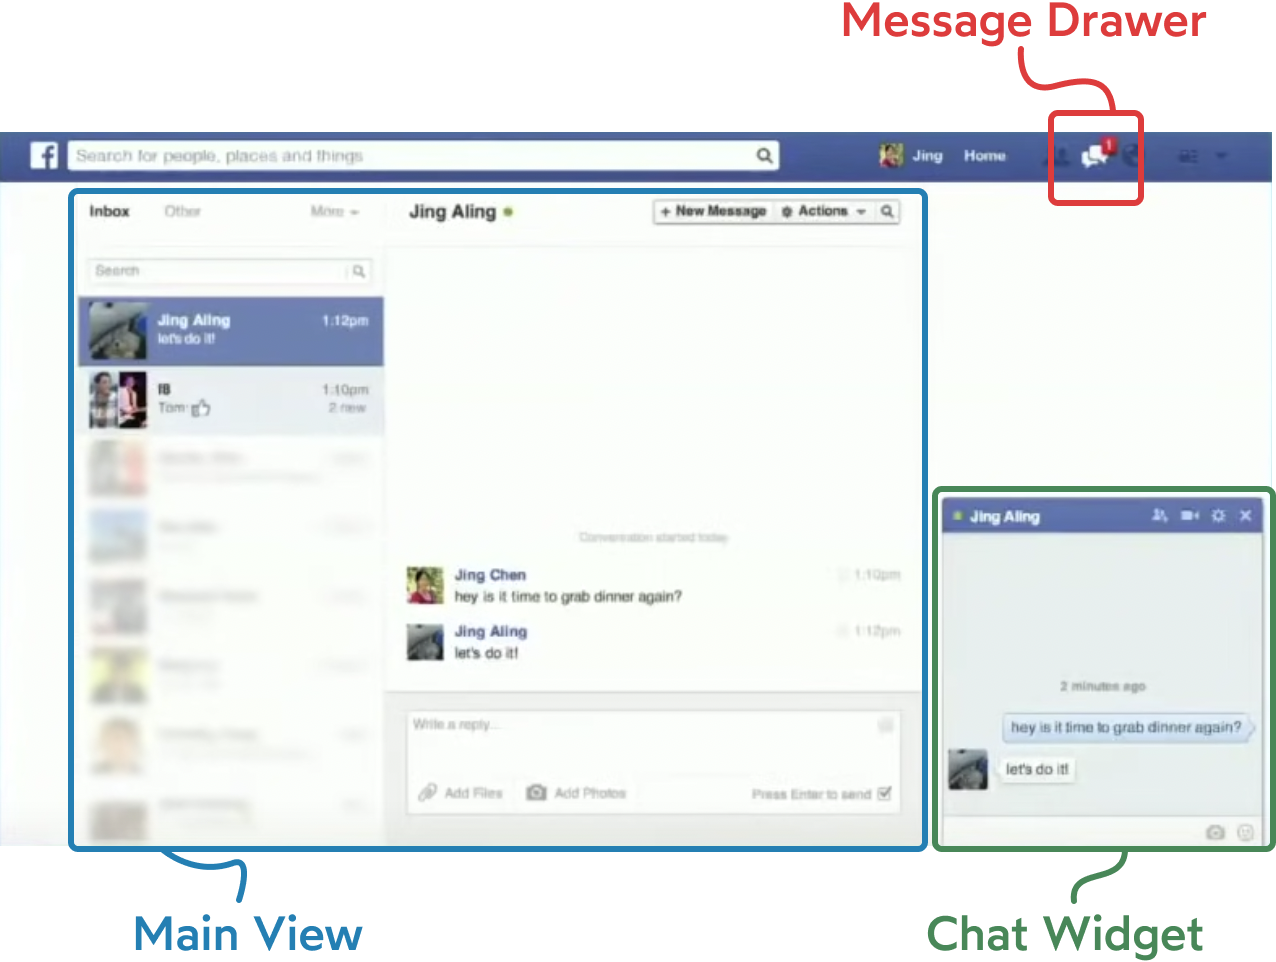 Message Drawer
Search for people, places and things
Jing
Home
1
Inbox
Other
More
Search
Jing Aling
1:12pm
let's do it!
1:10pm
Tom:
2 new
Jing Aling
+ New Message
Actions
Conversation started today
Jing Chen
1:10pm
hey is it time to grab dinner again?
Jing Aling
1:12pm
let's do it!
Write a reply...
Add Files
Add Photos
Press Enter to send
Jing Aling
2 minutes ago
hey is it time to grab dinner again?
let's do it!
Main View
Chat Widget